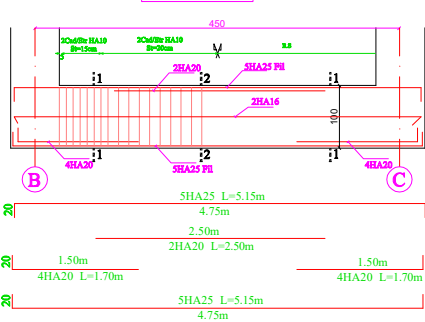 450
2Cad/Etr HA10
St=15cm
2Cad/Etr HA10
St=20cm
5
1
2HA20
2
5HA25 Fil
1
2HA16
100
4HA20
1
2
5HA25 Fil
1
4HA20
B
C
5HA25 L=5.15m
20
4.75m
2.50m
2HA20 L=2.50m
1.50m
20
4HA20 L=1.70m
1.50m
4HA20 L=1.70m
5HA25 L=5.15m
20
4.75m